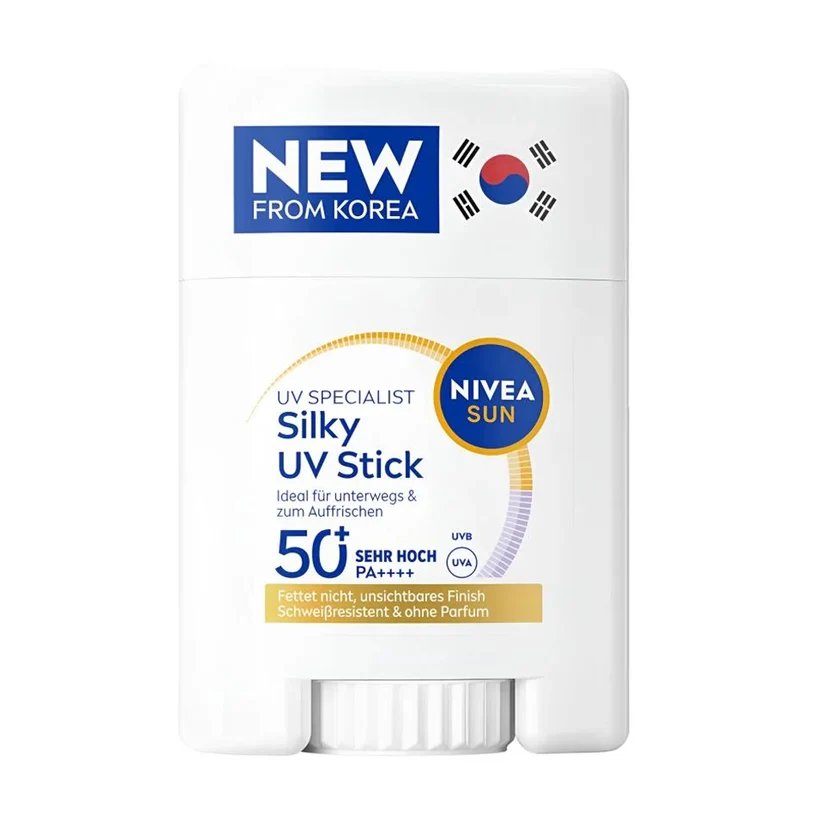 NEW
FROM KOREA
NIVEA
SUN
UV SPECIALIST
Silky
UV Stick
Ideal für unterwegs &
zum Auffrischen
50+ SEHR HOCH
PA++++
UVB
UVA
Fettet nicht, unsichtbares Finish
Schweißresistent & ohne Parfum